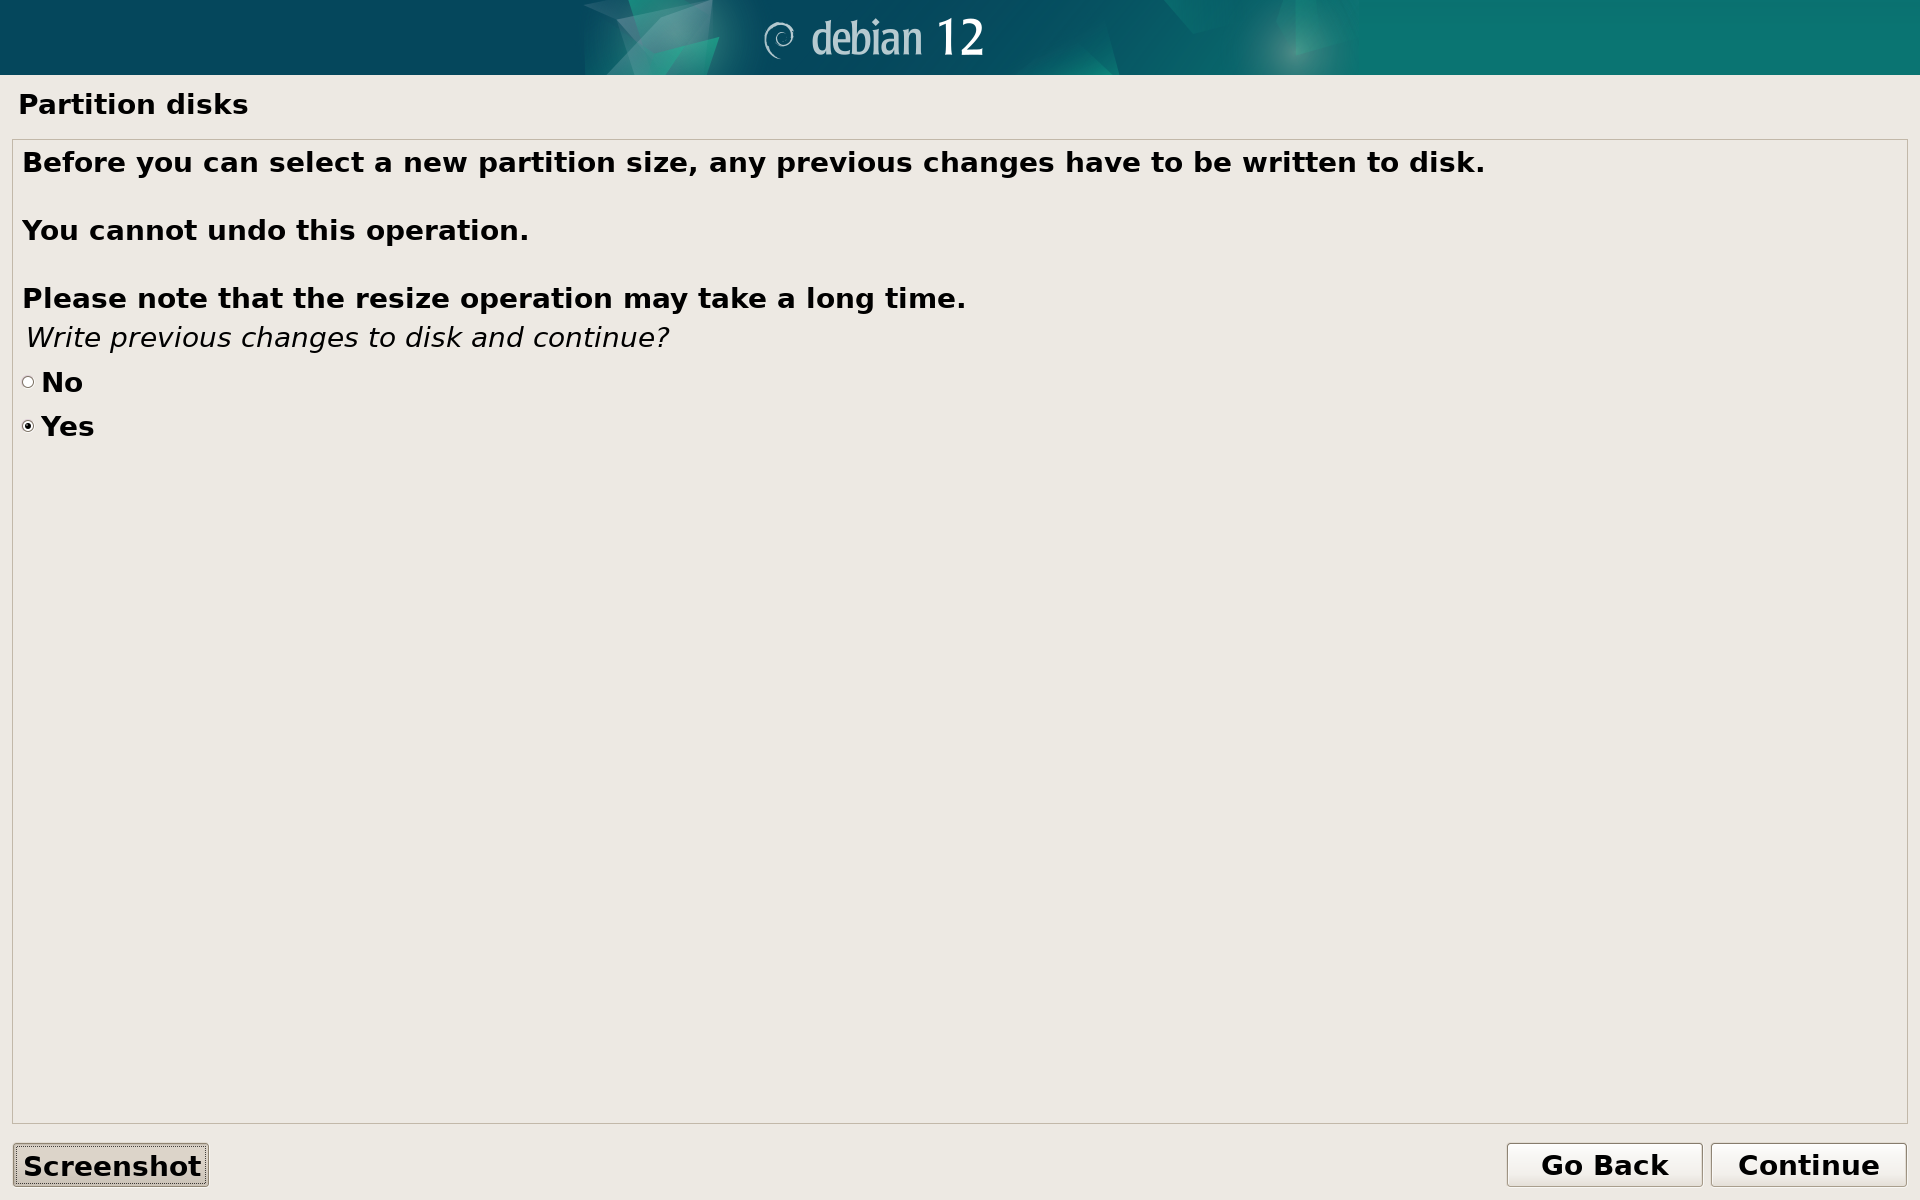 debian 12
Partition disks
Before you can select a new partition size, any previous changes have to be written to disk.
You cannot undo this operation.
Please note that the resize operation may take a long time.
Write previous changes to disk and continue?
No
Yes
Screenshot
Go Back
Continue